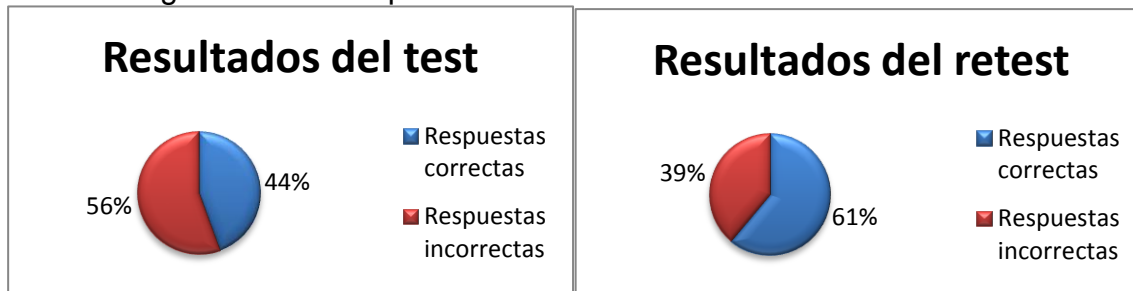 Resultados del test
Respuestas
correctas
44%
56%
Respuestas
incorrectas
Resultados del retest
Respuestas
correctas
39%
61%
Respuestas
incorrectas